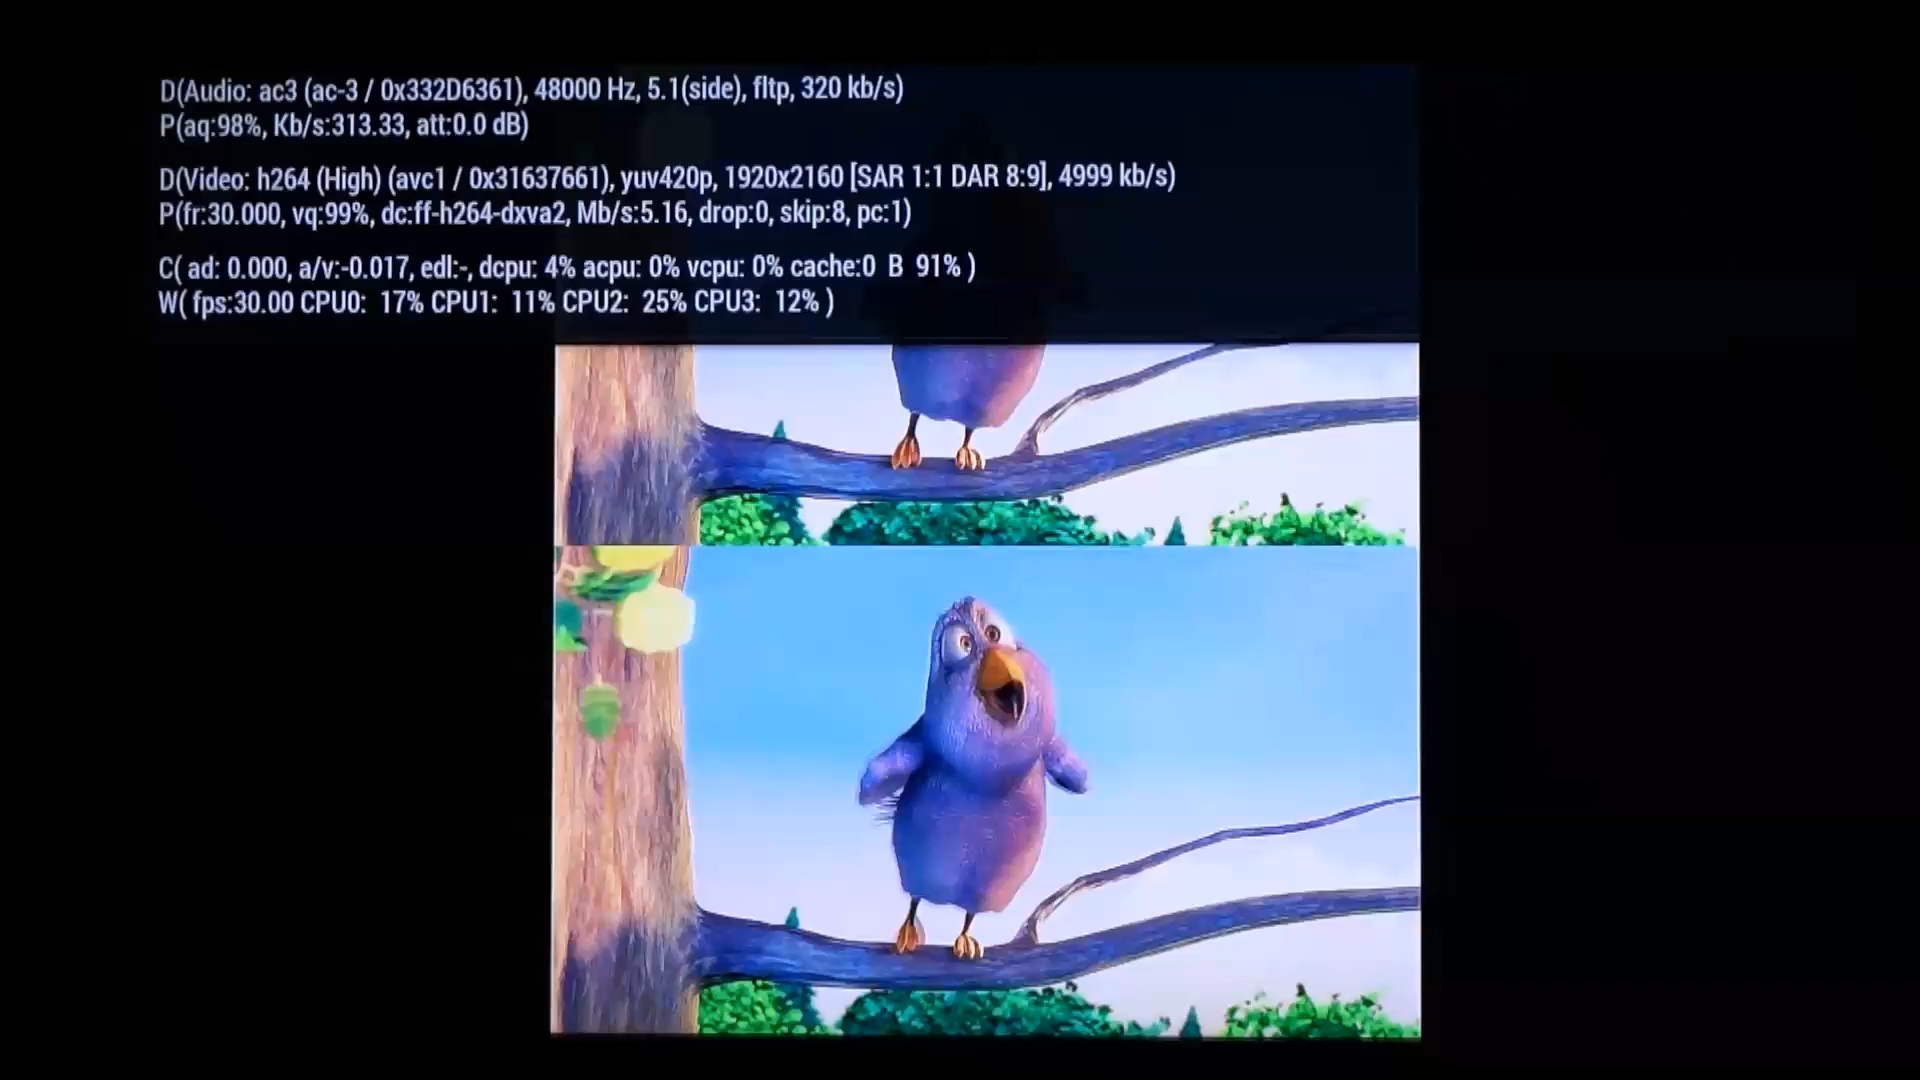 D(Audio: ac3 (ac-3 / 0x332D6361), 48000 Hz, 5.1(side), fltp, 320 kb/s)
P(aq:98%, Kb/s:313.33, att:0.0 dB)
D(Video: h264 (High) (avc1 / 0x31637661), yuv420p, 1920x2160 [SAR 1:1 DAR 8:9], 4999 kb/s)
P(fr:30.000, vq:99%, dc:ff-h264-dxva2, Mb/s:5.16, drop:0, skip:8, pc:1)
C( ad: 0.000, a/v:-0.017, edl:-, dcpu: 4% acpu: 0% vcpu: 0% cache:0 B 91% )
W( fps:30.00 CPU0: 17% CPU1: 11% CPU2: 25% CPU3: 12% )